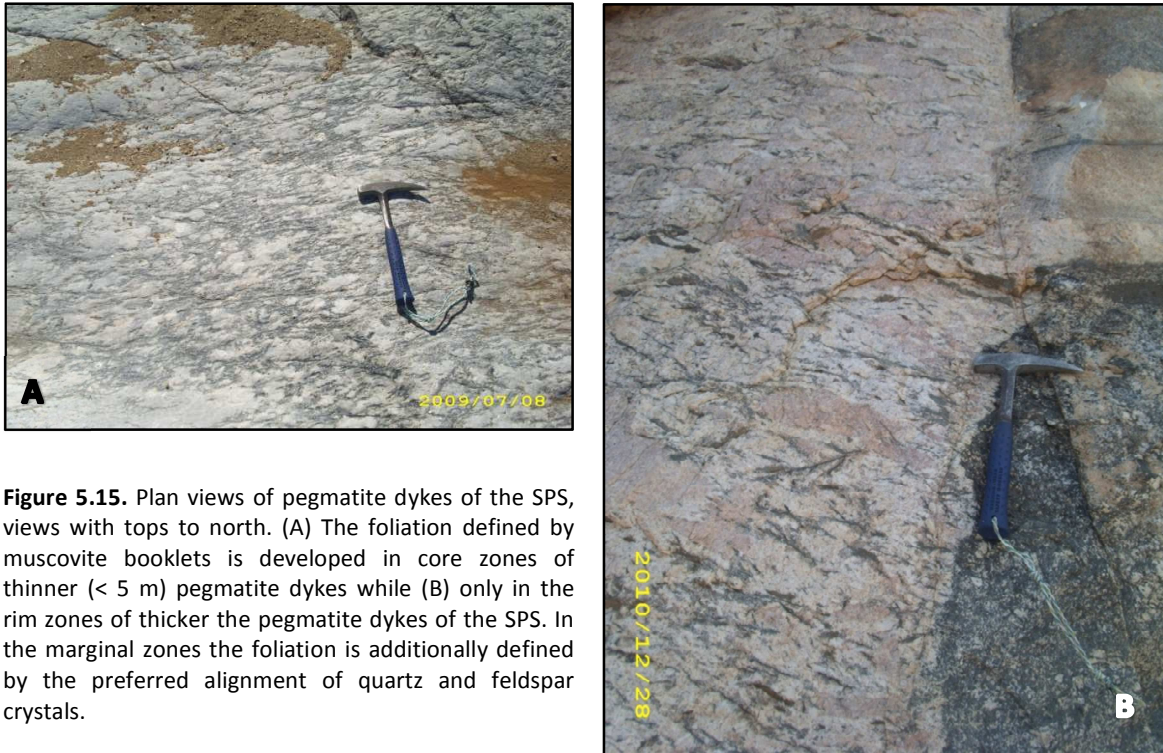 A
2009/07/08
Figure 5.15. Plan views of pegmatite dykes of the SPS,
views with tops to north. (A) The foliation defined by
muscovite booklets is developed in core zones of
thinner (< 5 m) pegmatite dykes while (B) only in the
rim zones of thicker the pegmatite dykes of the SPS. In
the marginal zones the foliation is additionally defined
by the preferred alignment of quartz and feldspar
crystals.
2010/12/28
B